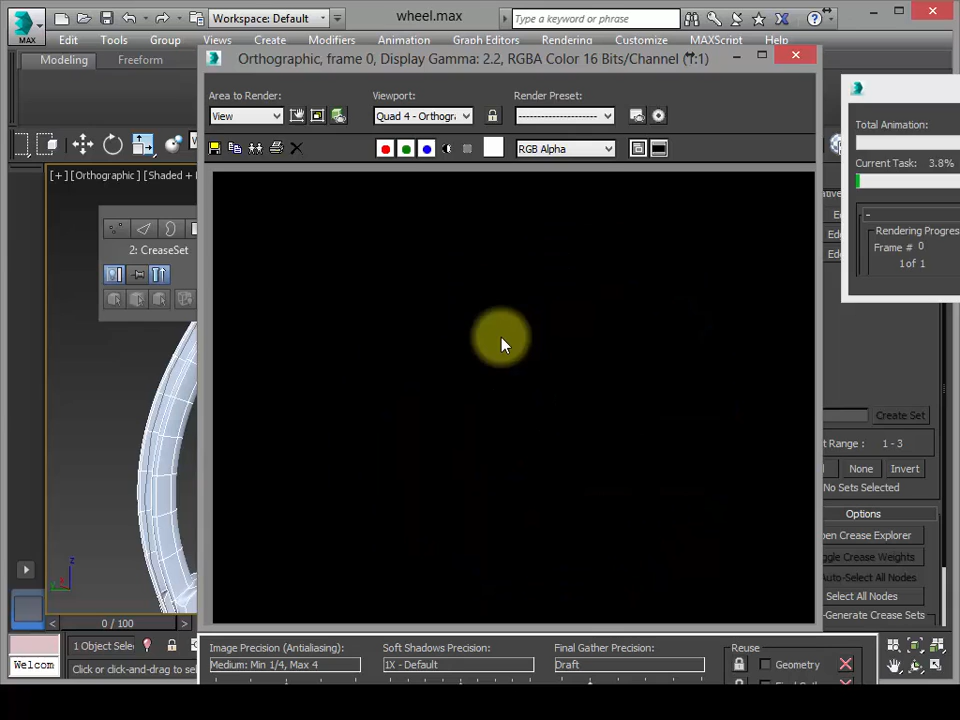 Workspace: Default
wheel.max
Type a keyword or phrase
MAX
Edit Tools Group Views Create Modifiers Animation Graph Editors Rendering Customize MAXScript Help
Modeling Freeform
Orthographic, frame 0, Display Gamma: 2.2, RGBA Color 16 Bits/Channel (1:1)
Area to Render:
View
Viewport:
Quad 4 - Orthogr
Render Preset:
RGB Alpha
Total Animation:
Current Task: 3.8%
-
Rendering Progres
Frame # 0
1 of 1
[+] [Orthographic] [Shaded +
2: CreaseSet
Create Set
t Range : 1 - 3
None
Invert
No Sets Selected
Options
pen Crease Explorer
ggle Crease Weights
Auto-Select All Nodes
Select All Nodes
-Generate Crease Sets
z
< 0 / 100 >
1 Object Sele
Welcom
Click or click-and-drag to se
Image Precision (Antialiasing):
Medium: Min 1/4, Max 4
Soft Shadows Precision:
1X - Default
Final Gather Precision:
Draft
Reuse
Geometry